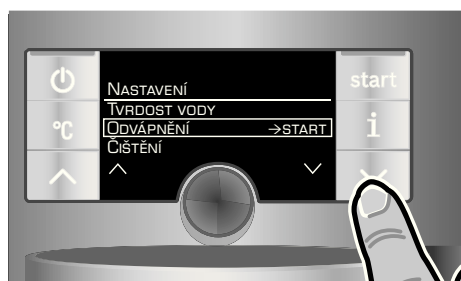 NASTAVENÍ
TVRDOST VODY
ODVÁPNĚNÍ →START
ČIŠTĚNÍ
°C
start
i